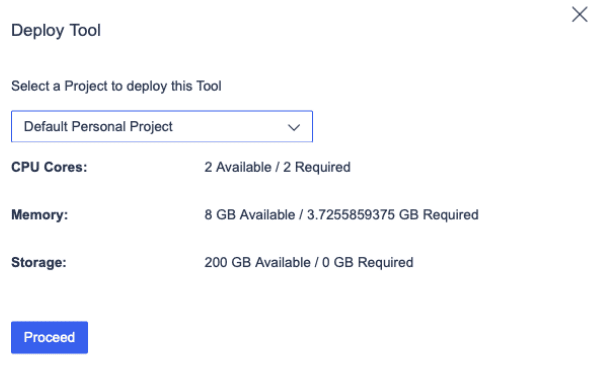 Deploy Tool
Select a Project to deploy this Tool
Default Personal Project
CPU Cores: 2 Available / 2 Required
Memory: 8 GB Available / 3.7255859375 GB Required
Storage: 200 GB Available / 0 GB Required
Proceed